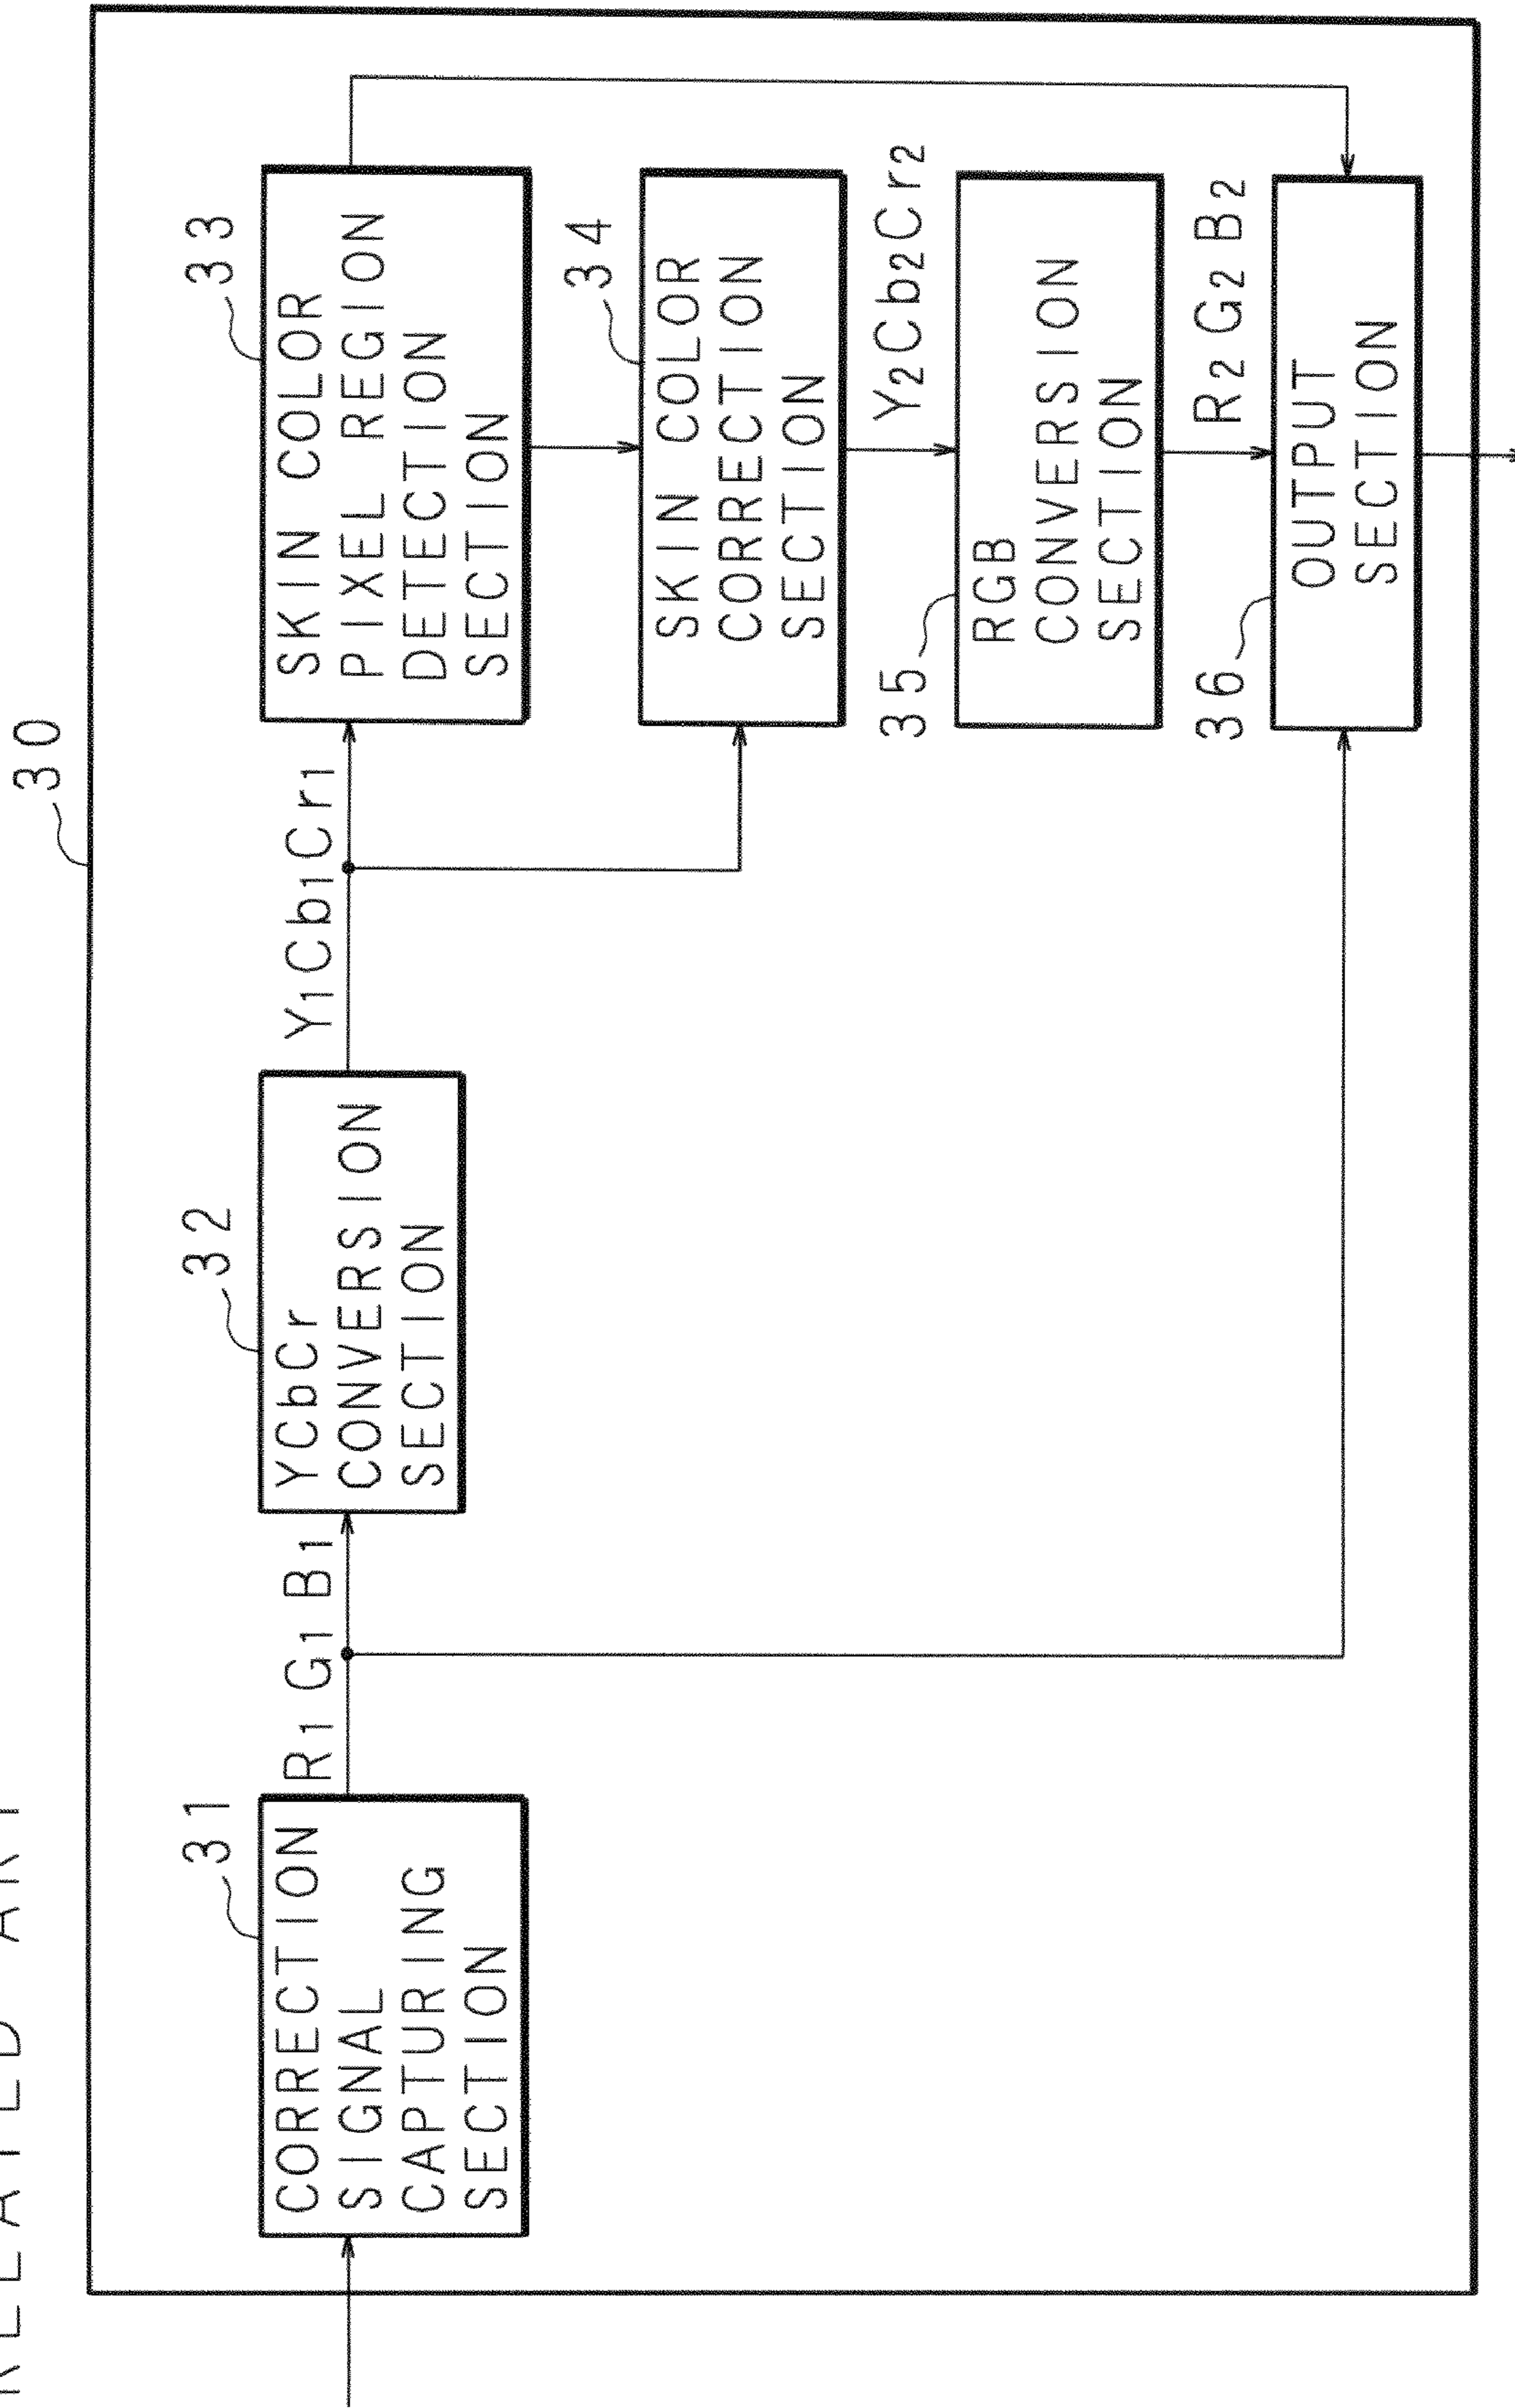 RELATED ART
30
31
CORRECTION
SIGNAL
CAPTURING
SECTION
R1 G1 B1
32
YCbCr
CONVERSION
SECTION
Y1Cb1Cr1
33
SKIN COLOR
PIXEL REGION
DETECTION
SECTION
34
SKIN COLOR
CORRECTION
SECTION
Y2Cb2Cr2
35
RGB
CONVERSION
SECTION
R2 G2 B2
36
OUTPUT
SECTION